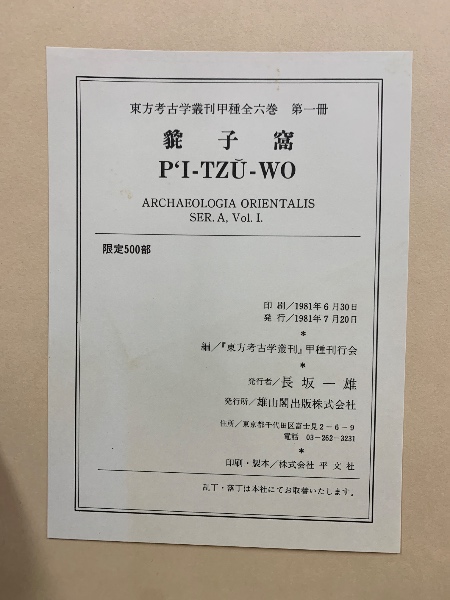 東方考古学叢刊甲種全六巻 第一冊
貔子窩
P‘I-TZŬ-WO
ARCHAEOLOGIA ORIENTALIS
SER. A, Vol. I.
限定500部
印刷/1981年6月30日
発行/1981年7月20日
*
編/『東方考古学叢刊』甲種刊行会
*
発行者/長坂一雄
発行所/雄山閣出版株式会社
住所/東京都千代田区富士見2-6-9
電話 03-262-3231
*
印刷・製本/株式会社 平文社
乱丁・落丁は本社にてお取替いたします。